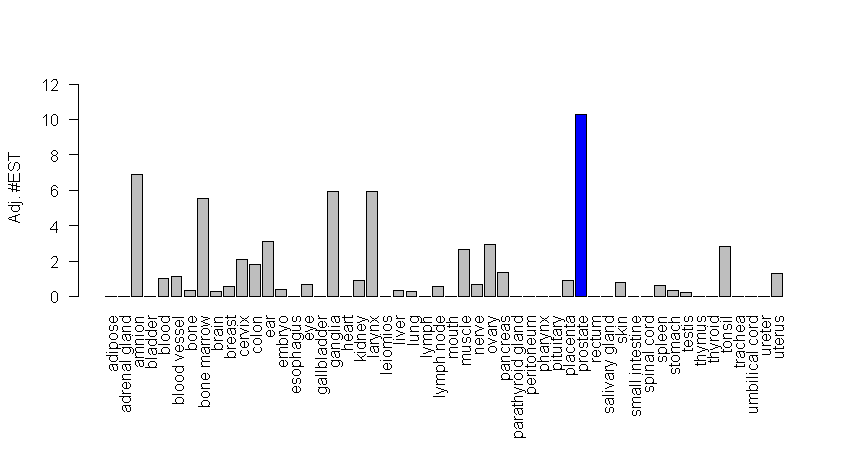 Adj. #EST
12
10
8
6
4
2
0
adipose
adrenal gland
amnion
bladder
blood
blood vessel
bone
bone marrow
brain
breast
cervix
colon
ear
embryo
esophagus
eye
gallbladder
ganglia
heart
kidney
larynx
leiomios
liver
lung
lymph
lymph node
mouth
muscle
nerve
ovary
pancreas
parathyroid gland
peritoneum
pharynx
pituitary
placenta
prostate
rectum
salivary gland
skin
small intestine
spinal cord
spleen
stomach
testis
thymus
thyroid
tonsil
trachea
umbilical cord
ureter
uterus